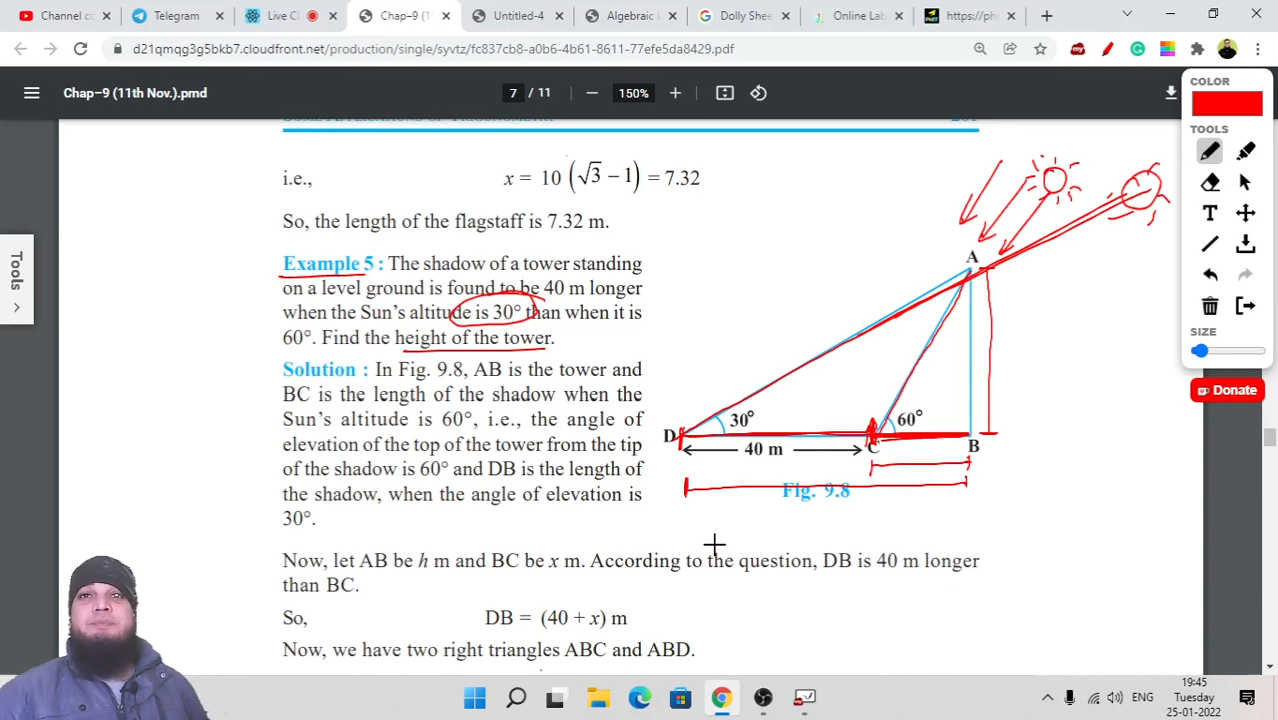 Channel co
Telegram
Live Cl
Chap-9 (1
Untitled-4
Algebraic I
Dolly Shee
Online Lab
https://ph
d21qmqg3g5bkb7.cloudfront.net/production/single/syvtz/fc837cb8-a0b6-4b61-8611-77efe5da8429.pdf
Chap–9 (11th Nov.).pmd
7 / 11
150%
COLOR
TOOLS
SIZE
Donate
Tools
i.e., x = 10 (√3 – 1) = 7.32
So, the length of the flagstaff is 7.32 m.
Example 5 : The shadow of a tower standing
on a level ground is found to be 40 m longer
when the Sun's altitude is 30° than when it is
60°. Find the height of the tower.
Solution : In Fig. 9.8, AB is the tower and
BC is the length of the shadow when the
Sun's altitude is 60°, i.e., the angle of
elevation of the top of the tower from the tip
of the shadow is 60° and DB is the length of
the shadow, when the angle of elevation is
30°.
A
30°
60°
D
C
B
40 m
Fig. 9.8
Now, let AB be h m and BC be x m. According to the question, DB is 40 m longer
than BC.
So, DB = (40 + x) m
Now, we have two right triangles ABC and ABD.
ENG
19:45
Tuesday
25-01-2022